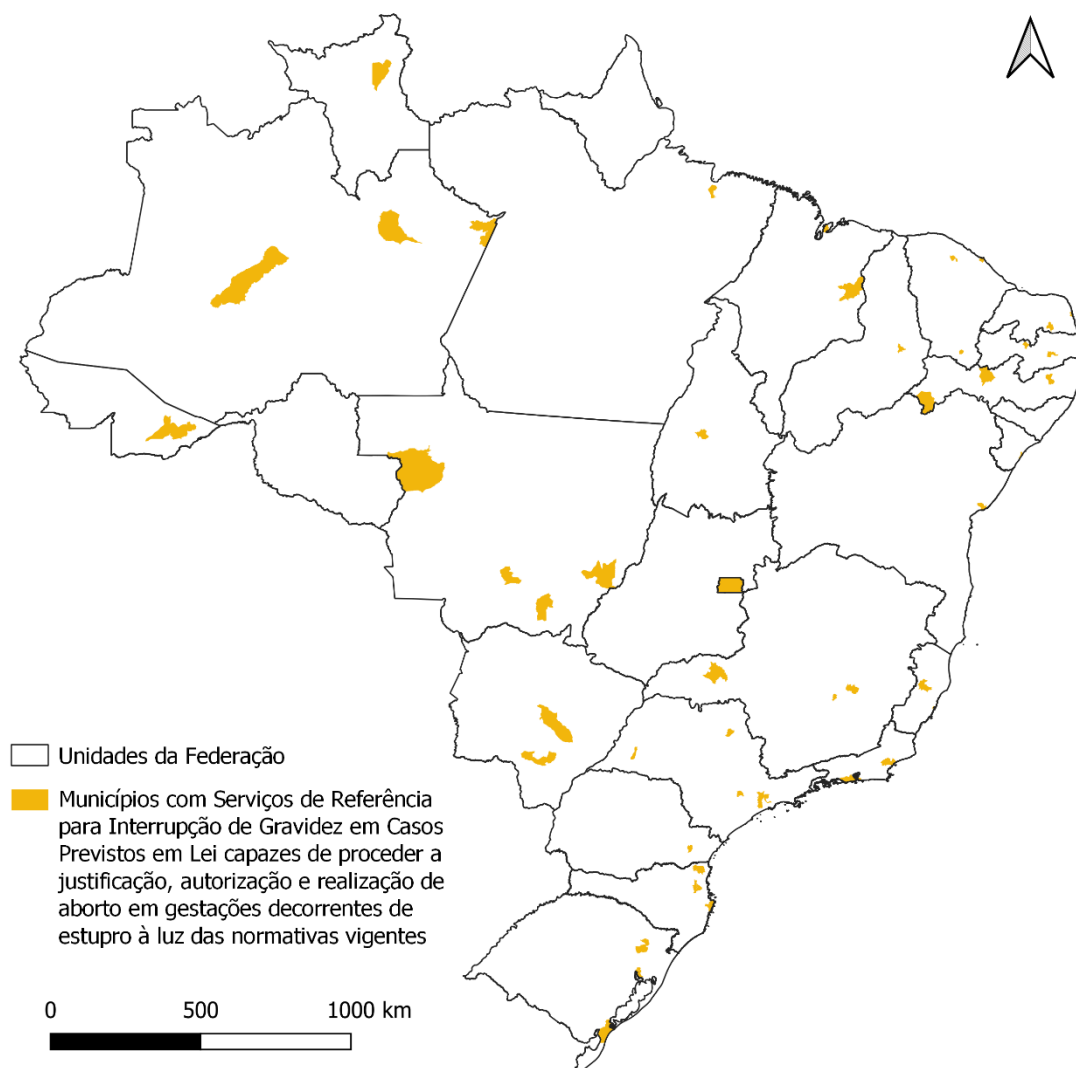 Unidades da Federação
Municípios com Serviços de Referência
para Interrupção de Gravidez em Casos
Previstos em Lei capazes de proceder a
justificação, autorização e realização de
aborto em gestações decorrentes de
estupro à luz das normativas vigentes
0 500 1000 km